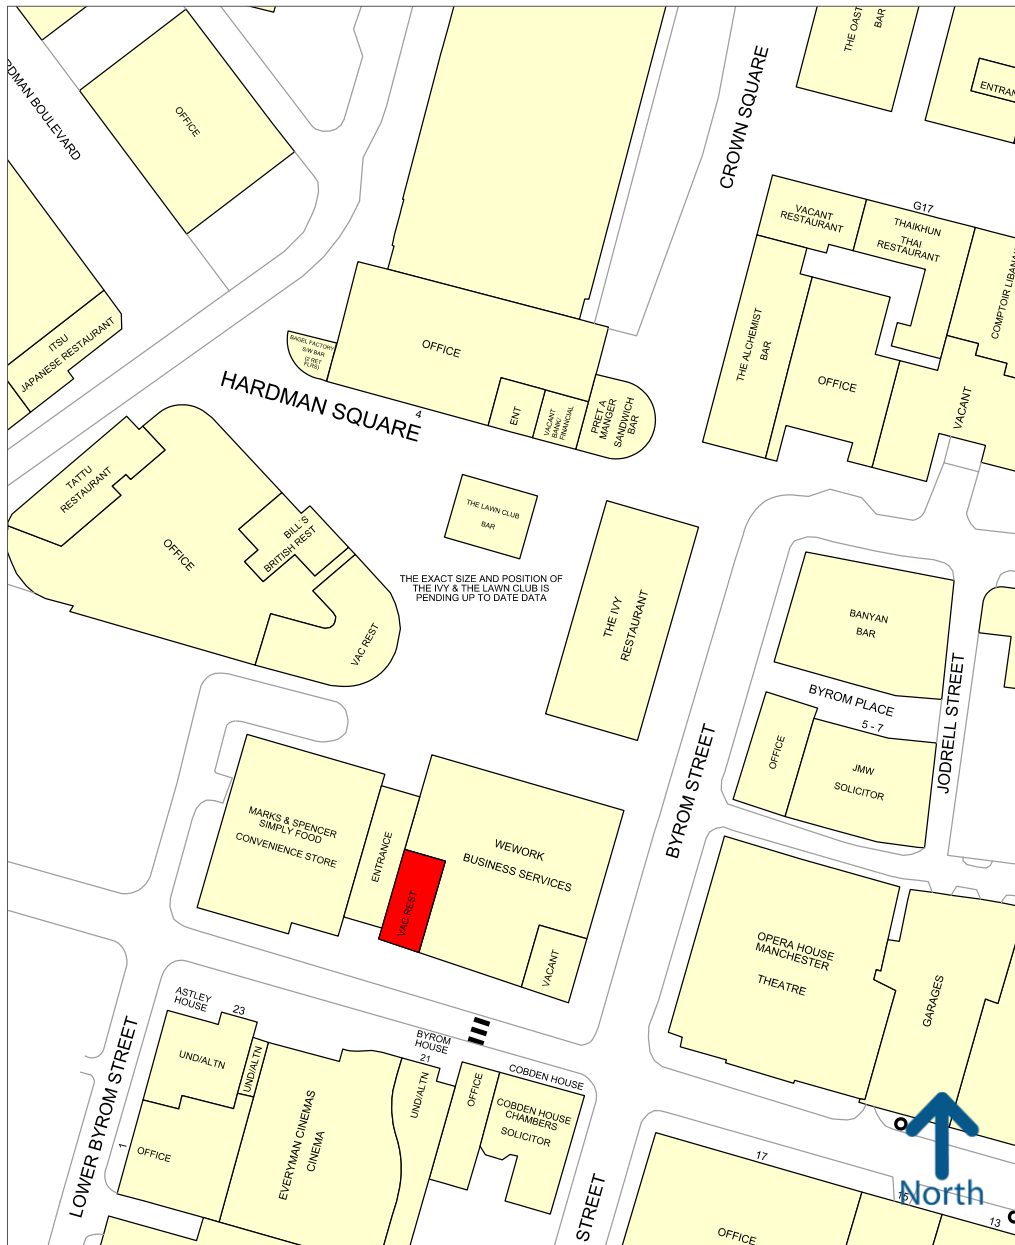 THE OAST
BAR
ENTRAN
RDMAN BOULEVARD
OFFICE
CROWN SQUARE
G17
VACANT
RESTAURANT
THAIKHUN
THAI
RESTAURANT
COMPTOIR LIBANA
THE ALCHEMIST
BAR
OFFICE
VACANT
ITSU
JAPANESE RESTAURANT
BAGEL FACTORY
S/W BAR
(2 RET
FLRS)
OFFICE
HARDMAN SQUARE
4
ENT
VACANT
BANK/
FINANCIAL
PRET A
MANGER
SANDWICH
BAR
TATTU
RESTAURANT
OFFICE
BILL'S
BRITISH REST
VAC REST
THE LAWN CLUB
BAR
THE EXACT SIZE AND POSITION OF
THE IVY & THE LAWN CLUB IS
PENDING UP TO DATE DATA
THE IVY
RESTAURANT
BANYAN
BAR
BYROM PLACE
5 - 7
JODRELL STREET
OFFICE
JMW
SOLICITOR
BYROM STREET
MARKS & SPENCER
SIMPLY FOOD
CONVENIENCE STORE
ENTRANCE
VAC REST
WEWORK
BUSINESS SERVICES
VACANT
OPERA HOUSE
MANCHESTER
THEATRE
GARAGES
ASTLEY
HOUSE
23
UND/ALTN
UND/ALTN
LOWER BYROM STREET
1
OFFICE
EVERYMAN CINEMAS
CINEMA
BYROM
HOUSE
21
UND/ALTN
OFFICE
COBDEN HOUSE
COBDEN HOUSE
CHAMBERS
SOLICITOR
STREET
17
15
13
OFFICE
North